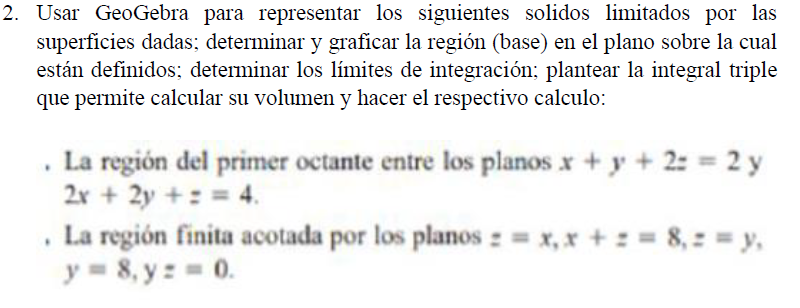 2. Usar GeoGebra para representar los siguientes solidos limitados por las
superficies dadas; determinar y graficar la región (base) en el plano sobre la cual
están definidos; determinar los límites de integración; plantear la integral triple
que permite calcular su volumen y hacer el respectivo calculo:
. La región del primer octante entre los planos x + y + 2z = 2 y
2x + 2y + z = 4.
. La región finita acotada por los planos z = x, x + z = 8, z = y,
y = 8, y z = 0.